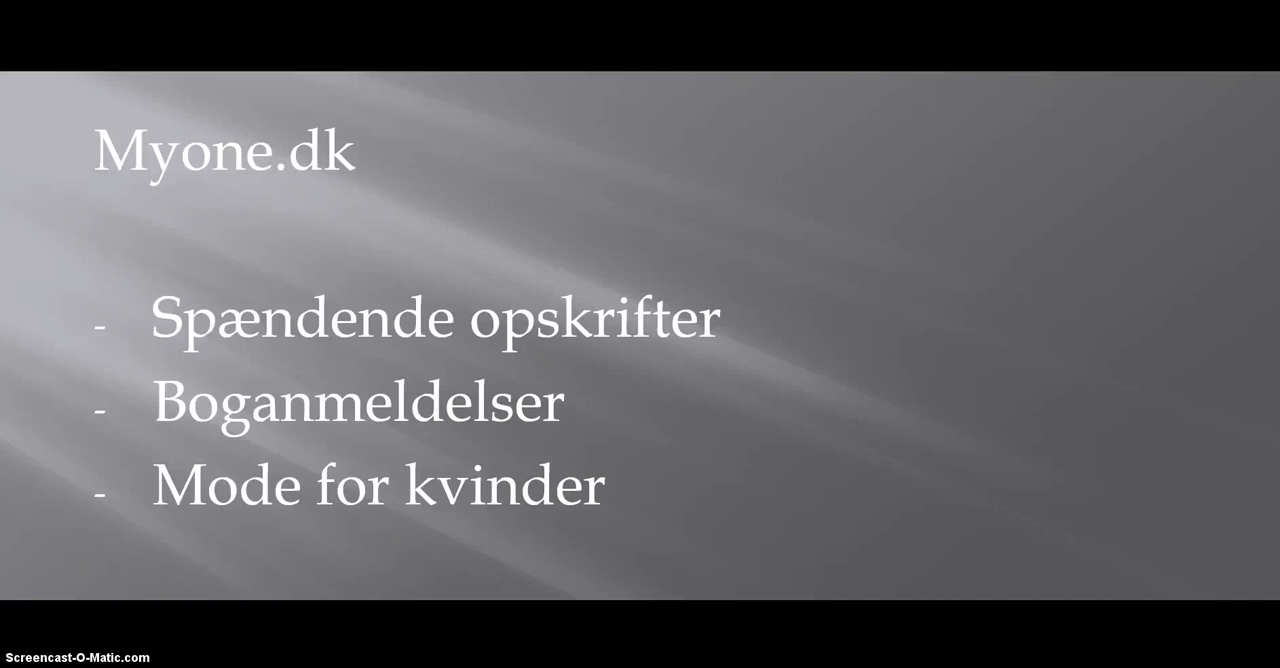 Myone.dk
- Spændende opskrifter
- Boganmeldelser
- Mode for kvinder
Screencast-O-Matic.com